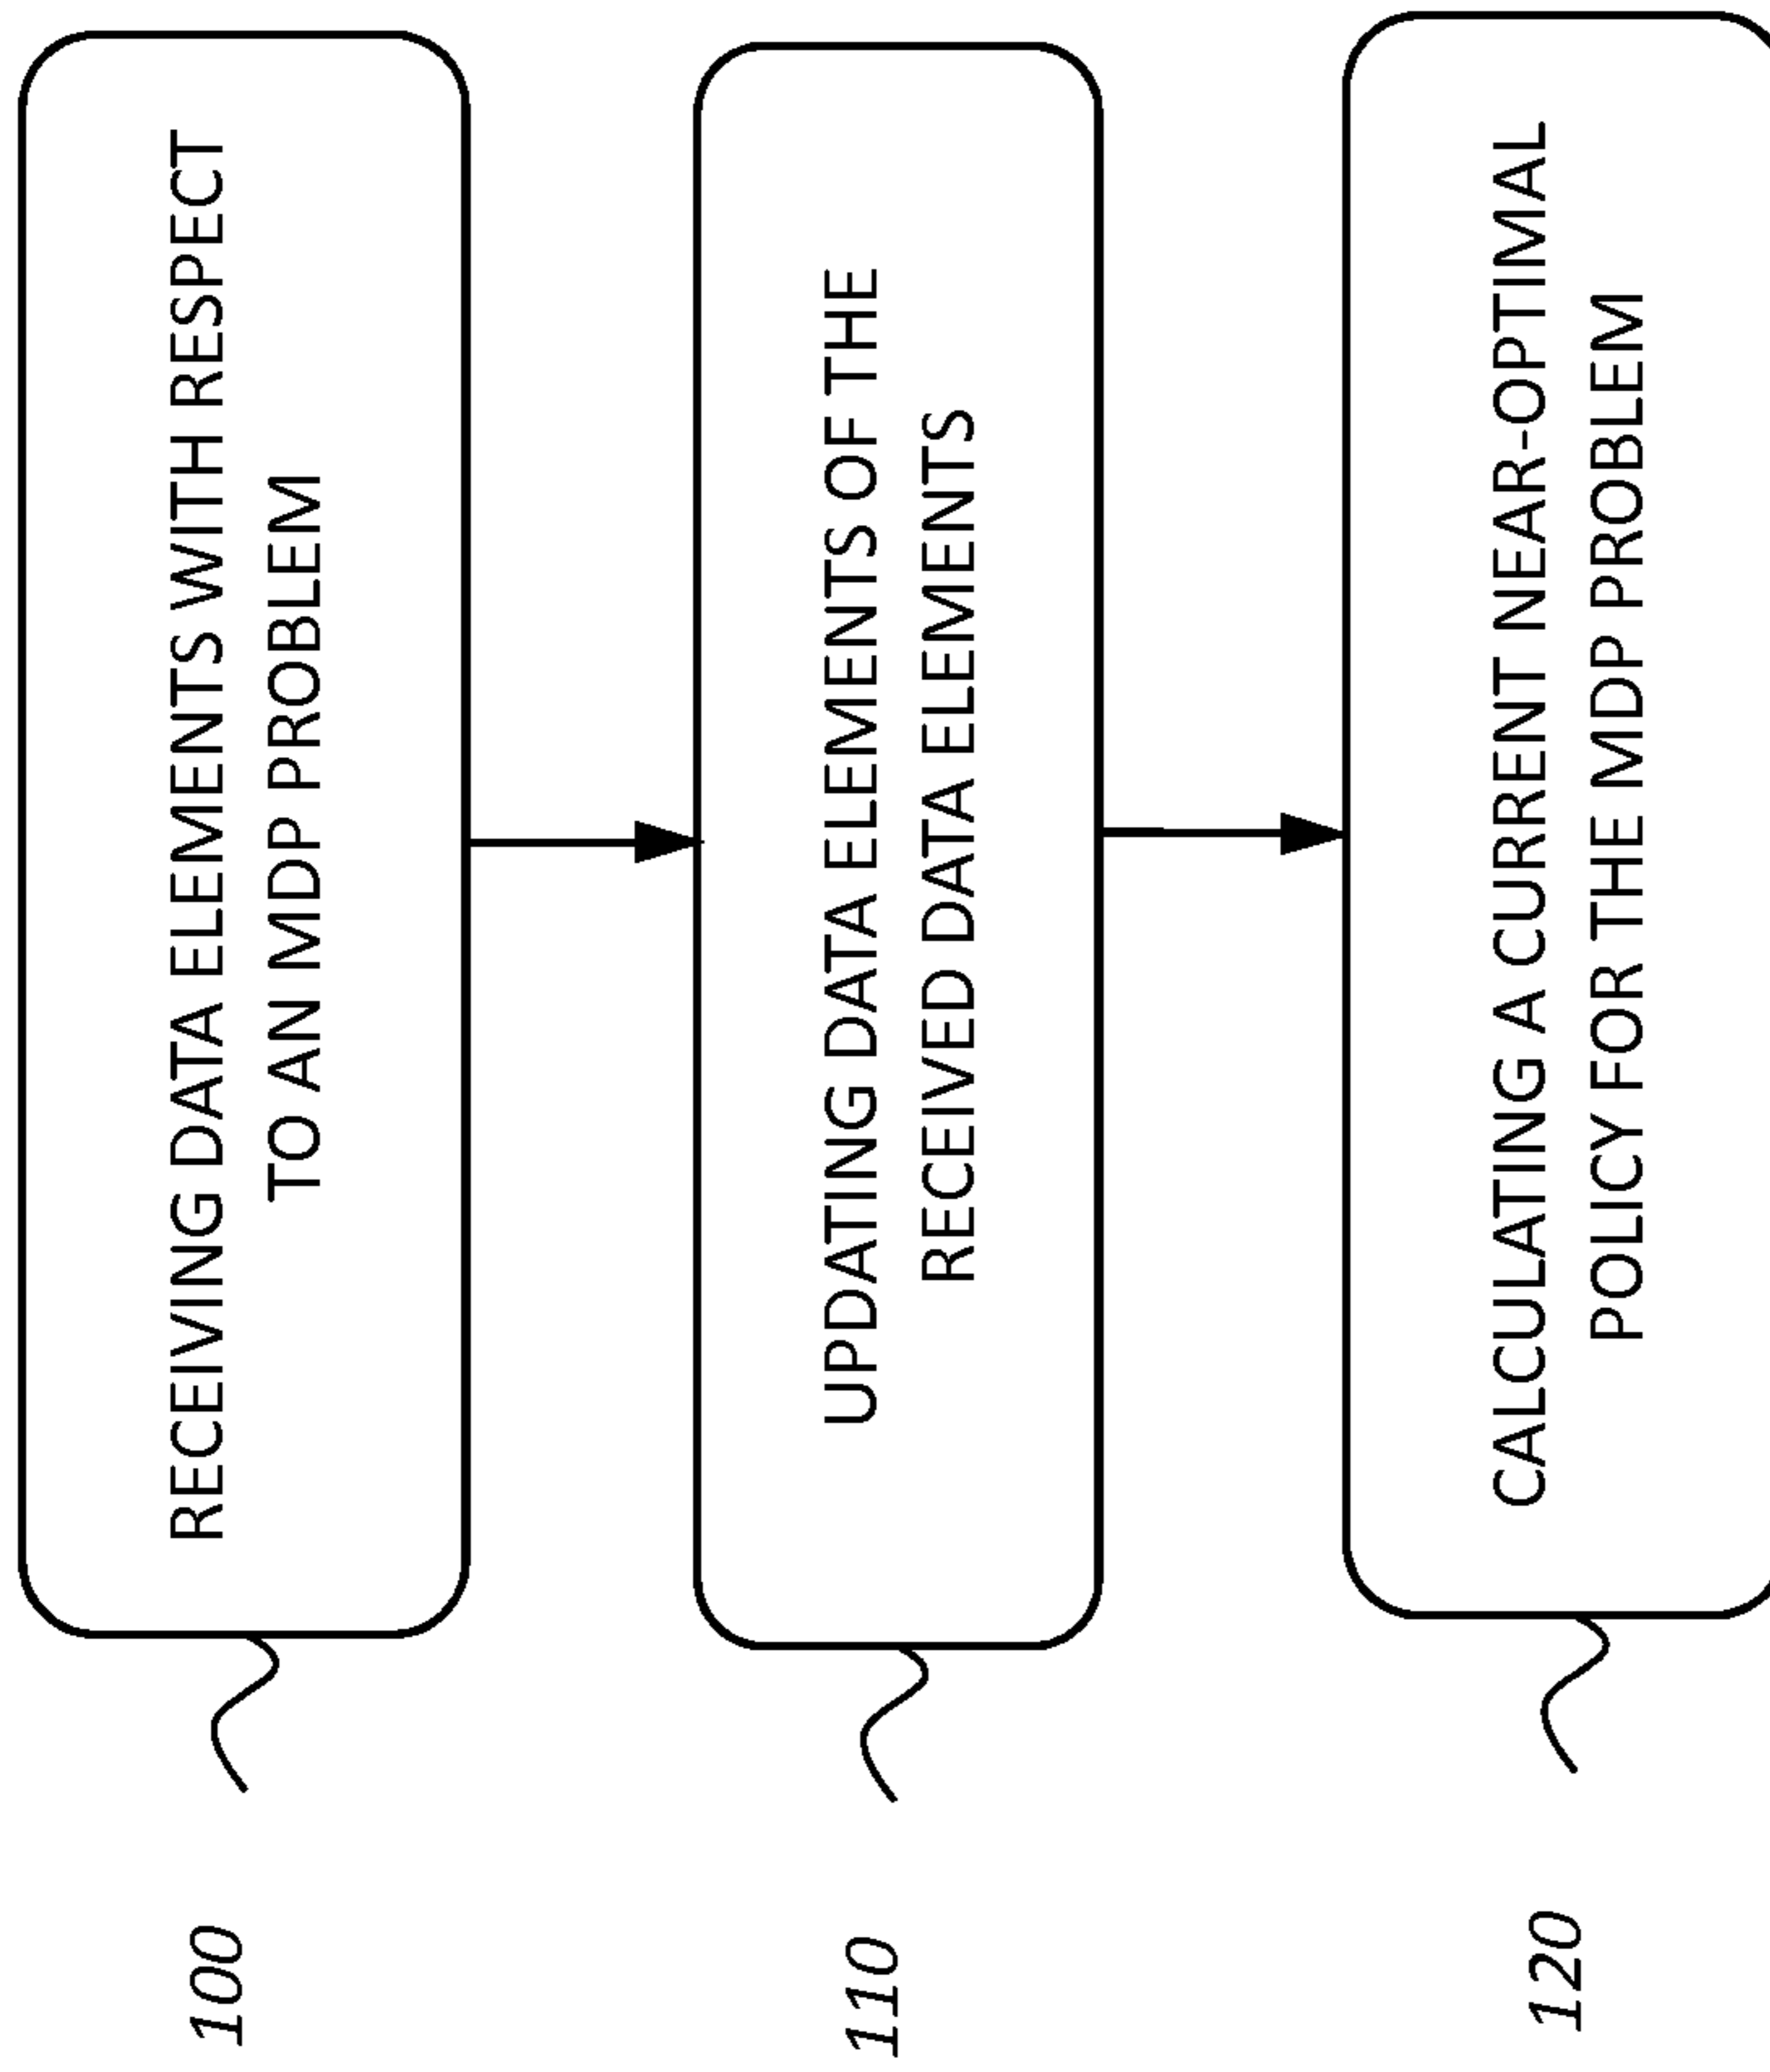 100
RECEIVING DATA ELEMENTS WITH RESPECT
TO AN MDP PROBLEM
110
UPDATING DATA ELEMENTS OF THE
RECEIVED DATA ELEMENTS
120
CALCULATING A CURRENT NEAR-OPTIMAL
POLICY FOR THE MDP PROBLEM